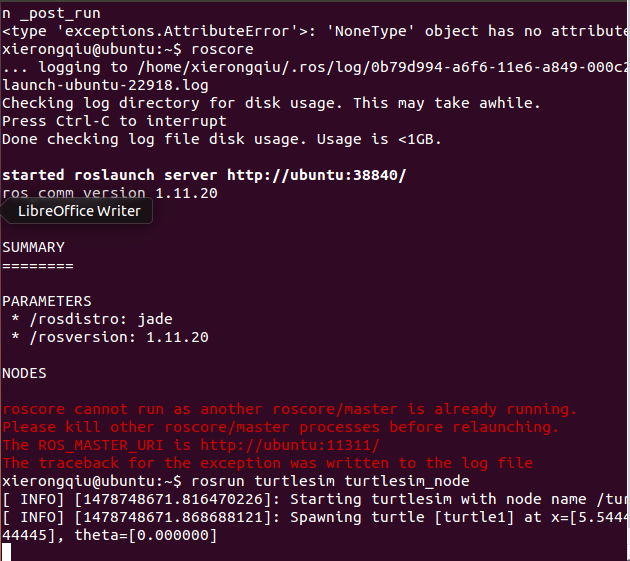 n _post_run
<type 'exceptions.AttributeError'>: 'NoneType' object has no attribute
xierongqiu@ubuntu:~$ roscore
... logging to /home/xierongqiu/.ros/log/0b79d994-a6f6-11e6-a849-000c2
launch-ubuntu-22918.log
Checking log directory for disk usage. This may take awhile.
Press Ctrl-C to interrupt
Done checking log file disk usage. Usage is <1GB.
started roslaunch server http://ubuntu:38840/
ros_comm version 1.11.20
LibreOffice Writer
SUMMARY
========
PARAMETERS
* /rosdistro: jade
* /rosversion: 1.11.20
NODES
roscore cannot run as another roscore/master is already running.
Please kill other roscore/master processes before relaunching.
The ROS_MASTER_URI is http://ubuntu:11311/
The traceback for the exception was written to the log file
xierongqiu@ubuntu:~$ rosrun turtlesim turtlesim_node
[ INFO] [1478748671.816470226]: Starting turtlesim with node name /tur
[ INFO] [1478748671.868688121]: Spawning turtle [turtle1] at x=[5.5444
44445], theta=[0.000000]